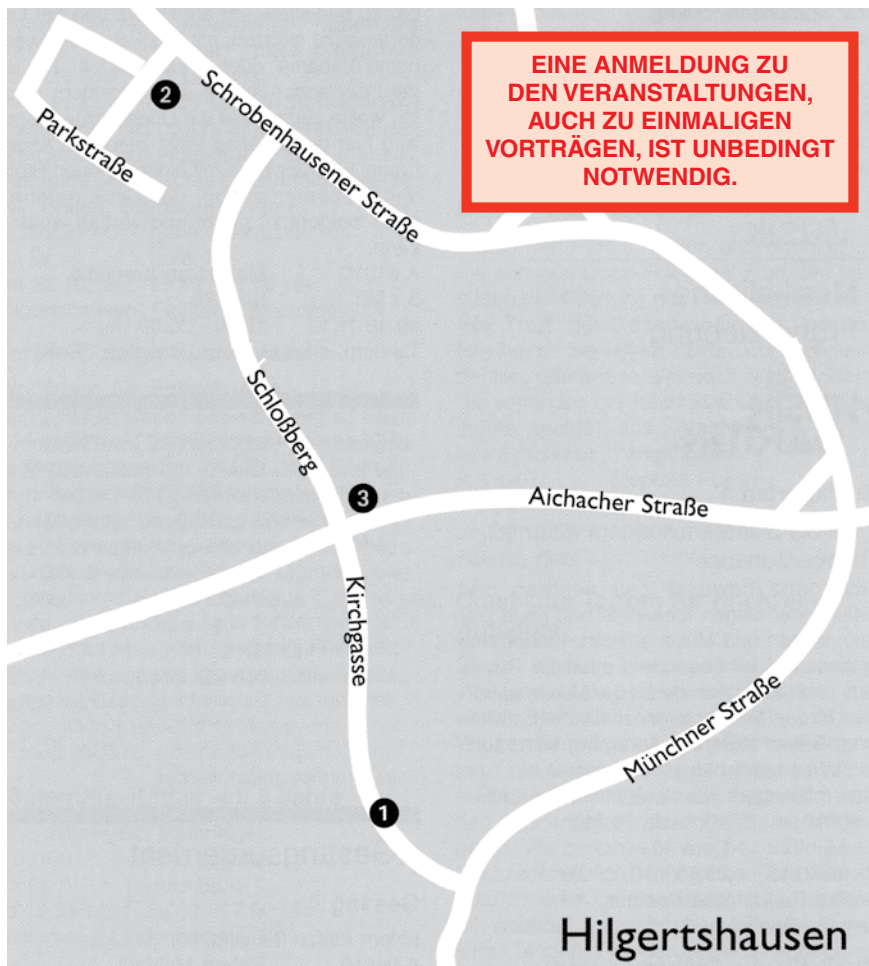 EINE ANMELDUNG ZU
DEN VERANSTALTUNGEN,
AUCH ZU EINMALIGEN
VORTRÄGEN, IST UNBEDINGT
NOTWENDIG.
2
Schrobenhausener Straße
Parkstraße
Schloßberg
3
Aichacher Straße
Kirchgasse
Münchner Straße
1
Hilgertshausen